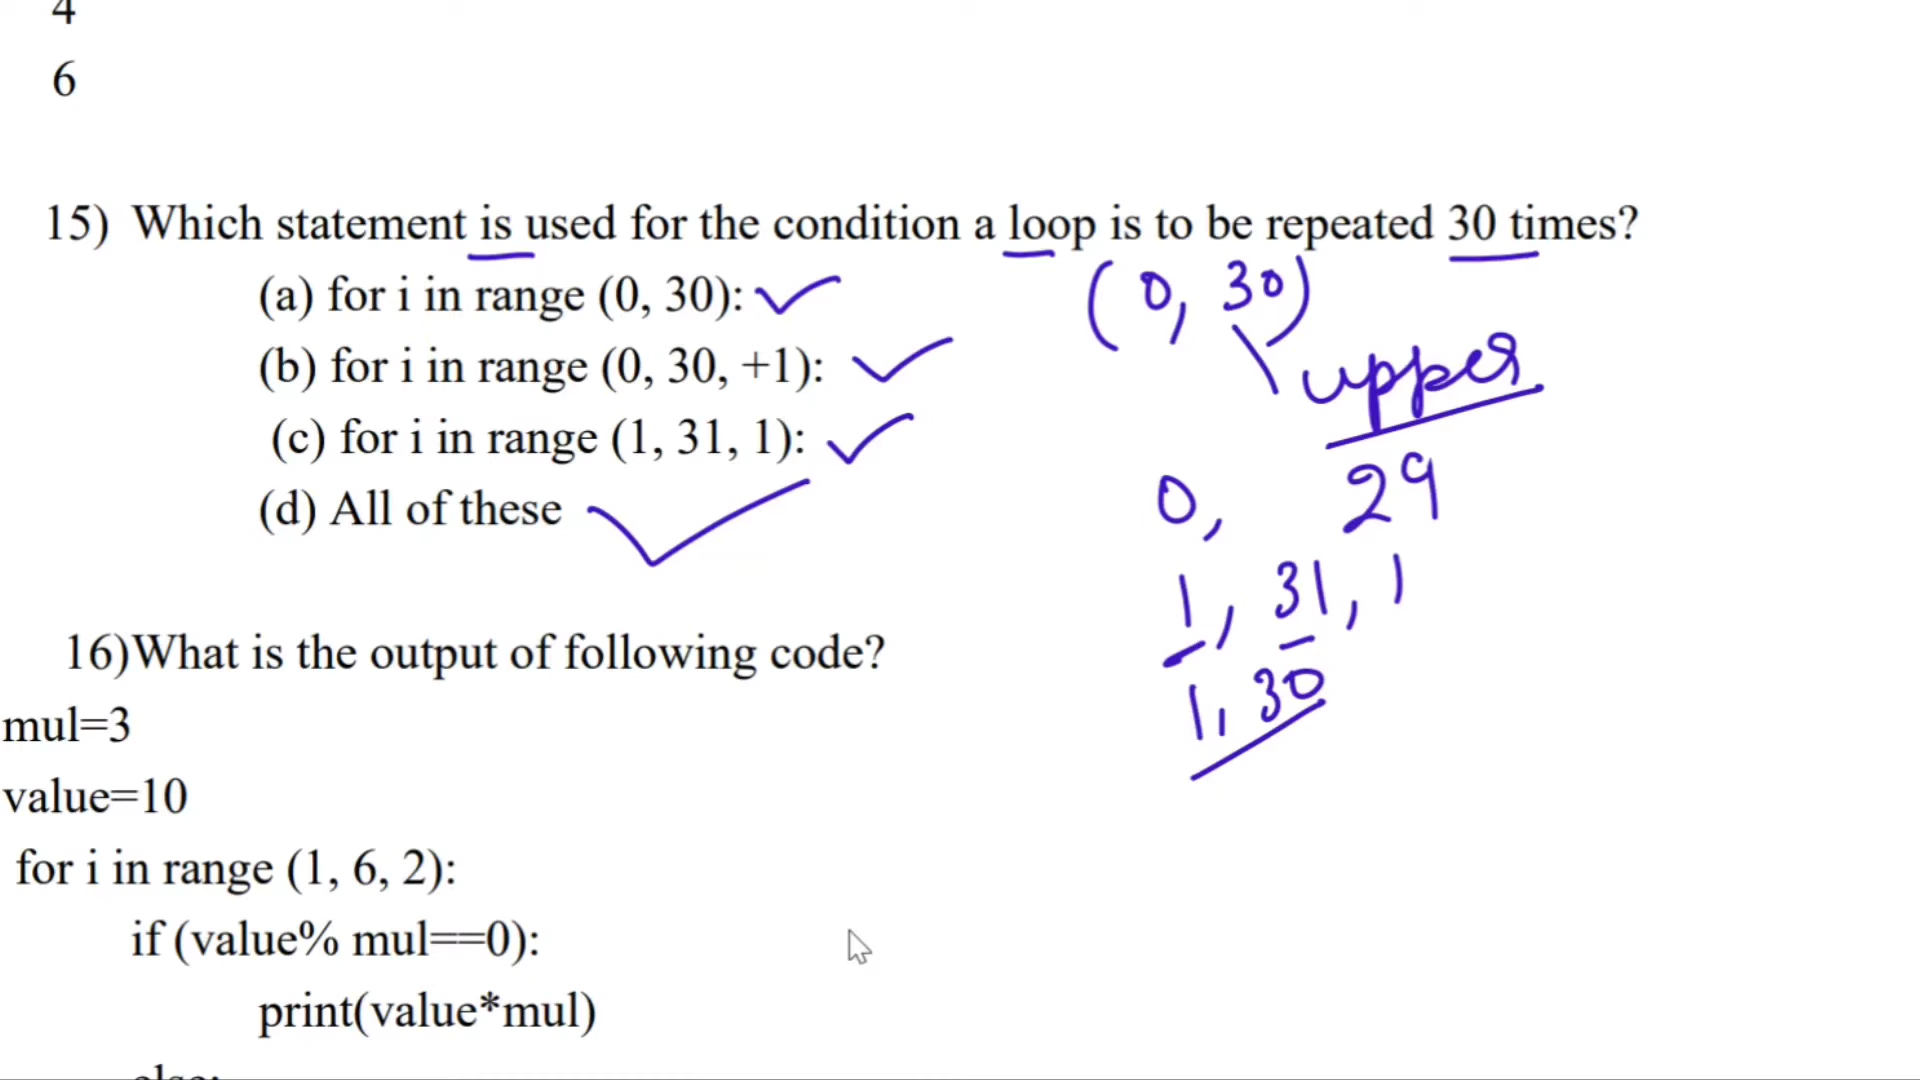 4
6
15) Which statement is used for the condition a loop is to be repeated 30 times?
(a) for i in range (0, 30):
(0, 30)
(b) for i in range (0, 30, +1):
upper
(c) for i in range (1, 31, 1):
(d) All of these
0, 29
1, 31, 1
16)What is the output of following code?
1, 30
mul=3
value=10
for i in range (1, 6, 2):
if (value% mul==0):
print(value*mul)
else: